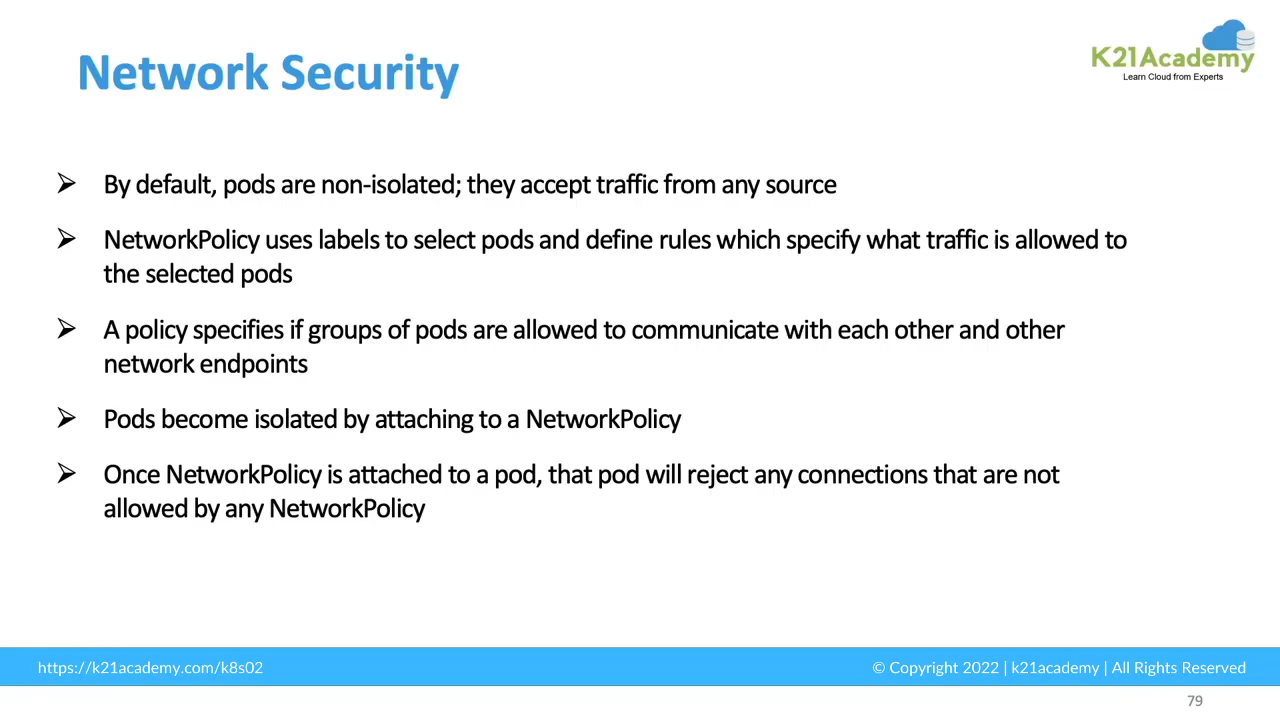 Network Security
K21Academy
Learn Cloud from Experts
➢ By default, pods are non-isolated; they accept traffic from any source
➢ NetworkPolicy uses labels to select pods and define rules which specify what traffic is allowed to
the selected pods
➢ A policy specifies if groups of pods are allowed to communicate with each other and other
network endpoints
➢ Pods become isolated by attaching to a NetworkPolicy
➢ Once NetworkPolicy is attached to a pod, that pod will reject any connections that are not
allowed by any NetworkPolicy
https://k21academy.com/k8s02
© Copyright 2022 | k21academy | All Rights Reserved
79